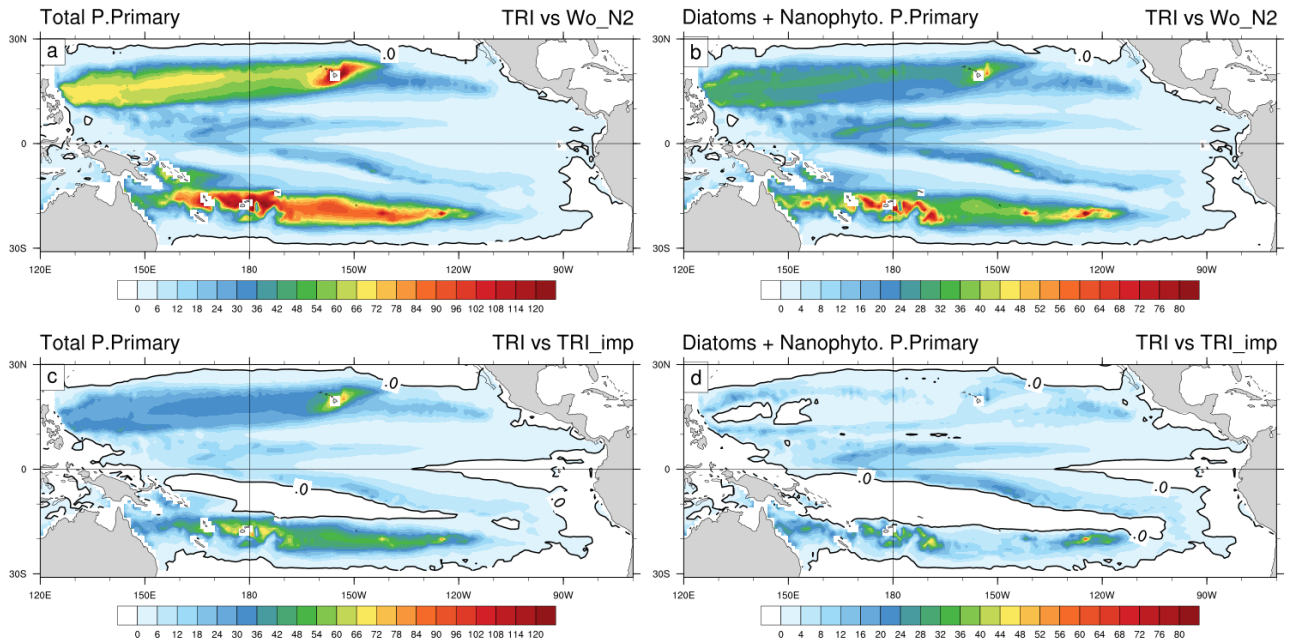 Total P.Primary TRI vs Wo_N2
Diatoms + Nanophyto. P.Primary TRI vs Wo_N2
30N
a
.0
0
30S
120E 150E 180 150W 120W 90W
0 6 12 18 24 30 36 42 48 54 60 66 72 78 84 90 96 102 108 114 120
30N
b
.0
0
30S
120E 150E 180 150W 120W 90W
0 4 8 12 16 20 24 28 32 36 40 44 48 52 56 60 64 68 72 76 80
Total P.Primary TRI vs TRI_imp
Diatoms + Nanophyto. P.Primary TRI vs TRI_imp
30N
c
.0
0
.0
.0
30S
120E 150E 180 150W 120W 90W
0 6 12 18 24 30 36 42 48 54 60 66 72 78 84 90 96 102 108 114 120
30N
d
.0
0
.0
.0
.0
30S
120E 150E 180 150W 120W 90W
0 4 8 12 16 20 24 28 32 36 40 44 48 52 56 60 64 68 72 76 80